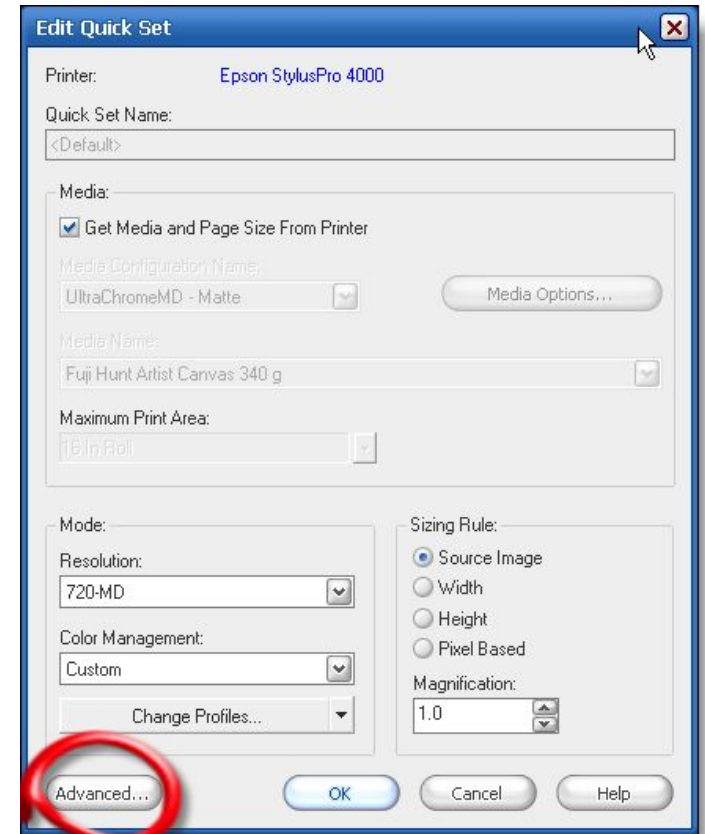 Edit Quick Set
Printer: Epson StylusPro 4000
Quick Set Name:
<Default>
Media:
Get Media and Page Size From Printer
Media Configuration Name:
UltraChromeMD - Matte Media Options...
Media Name:
Fuji Hunt Artist Canvas 340 g
Maximum Print Area:
16 In Roll
Mode:
Resolution:
720-MD
Color Management:
Custom
Change Profiles...
Sizing Rule:
Source Image
Width
Height
Pixel Based
Magnification:
1.0
Advanced... OK Cancel Help